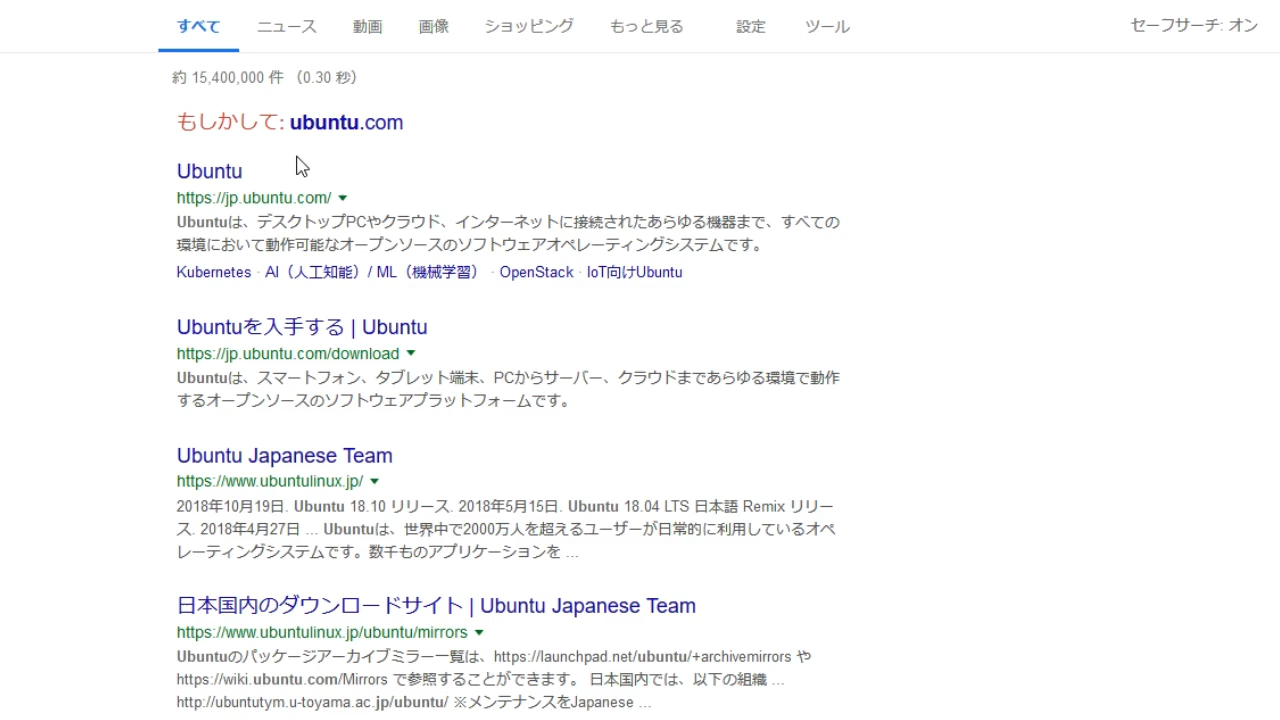 すべて ニュース 動画 画像 ショッピング もっと見る 設定 ツール セーフサーチ: オン
約 15,400,000 件 （0.30 秒）
もしかして: ubuntu.com
Ubuntu
https://jp.ubuntu.com/
Ubuntuは、デスクトップPCやクラウド、インターネットに接続されたあらゆる機器まで、すべての
環境において動作可能なオープンソースのソフトウェアオペレーティングシステムです。
Kubernetes · AI（人工知能）/ ML（機械学習） · OpenStack · IoT向けUbuntu
Ubuntuを入手する | Ubuntu
https://jp.ubuntu.com/download
Ubuntuは、スマートフォン、タブレット端末、PCからサーバー、クラウドまであらゆる環境で動作
するオープンソースのソフトウェアプラットフォームです。
Ubuntu Japanese Team
https://www.ubuntulinux.jp/
2018年10月19日. Ubuntu 18.10 リリース. 2018年5月15日. Ubuntu 18.04 LTS 日本語 Remix リリー
ス. 2018年4月27日 ... Ubuntuは、世界中で2000万人を超えるユーザーが日常的に利用しているオペ
レーティングシステムです。数千ものアプリケーションを ...
日本国内のダウンロードサイト | Ubuntu Japanese Team
https://www.ubuntulinux.jp/ubuntu/mirrors
Ubuntuのパッケージアーカイブミラー一覧は、https://launchpad.net/ubuntu/+archivemirrors や
https://wiki.ubuntu.com/Mirrors で参照することができます。 日本国内では、以下の組織 ...
http://ubuntutym.u-toyama.ac.jp/ubuntu/ ※メンテナンスをJapanese ...